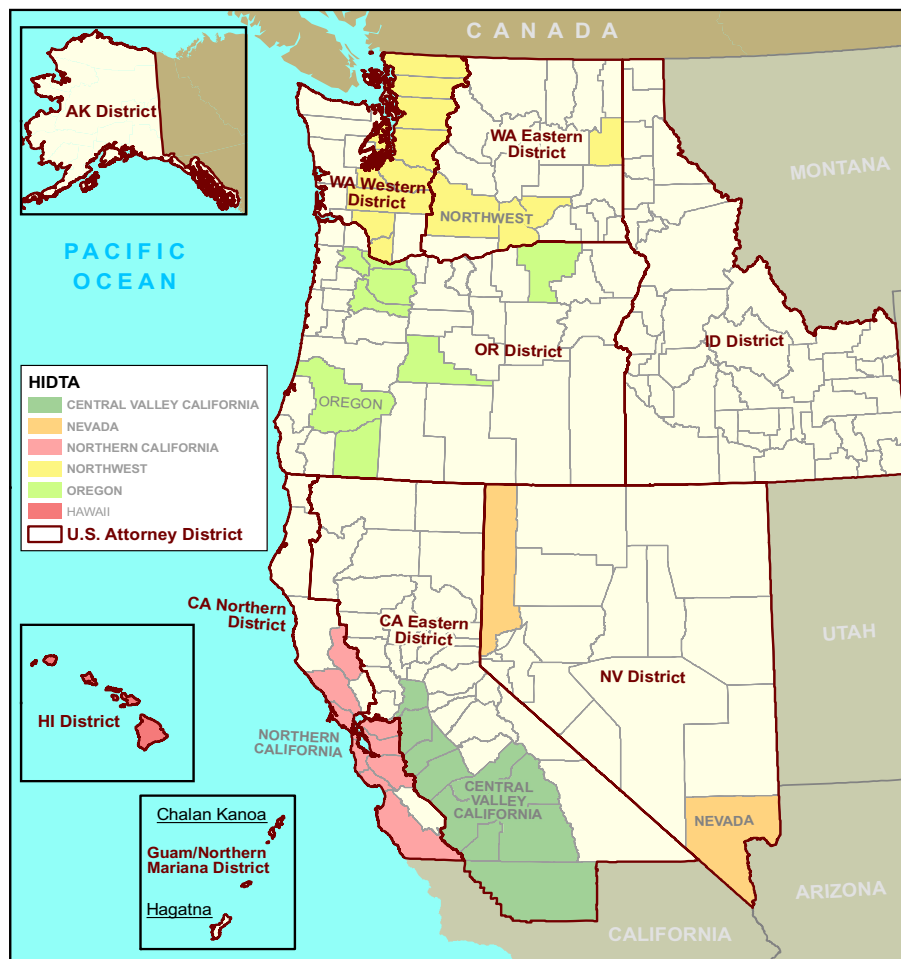 CANADA
AK District
WA Eastern
District
MONTANA
WA Western
District
NORTHWEST
PACIFIC
OCEAN
OR District
ID District
HIDTA
CENTRAL VALLEY CALIFORNIA
NEVADA
NORTHERN CALIFORNIA
NORTHWEST
OREGON
HAWAII
U.S. Attorney District
OREGON
CA Northern
District
CA Eastern
District
UTAH
NV District
HI District
NORTHERN
CALIFORNIA
CENTRAL
VALLEY
CALIFORNIA
NEVADA
Chalan Kanoa
Guam/Northern
Mariana District
Hagatna
ARIZONA
CALIFORNIA